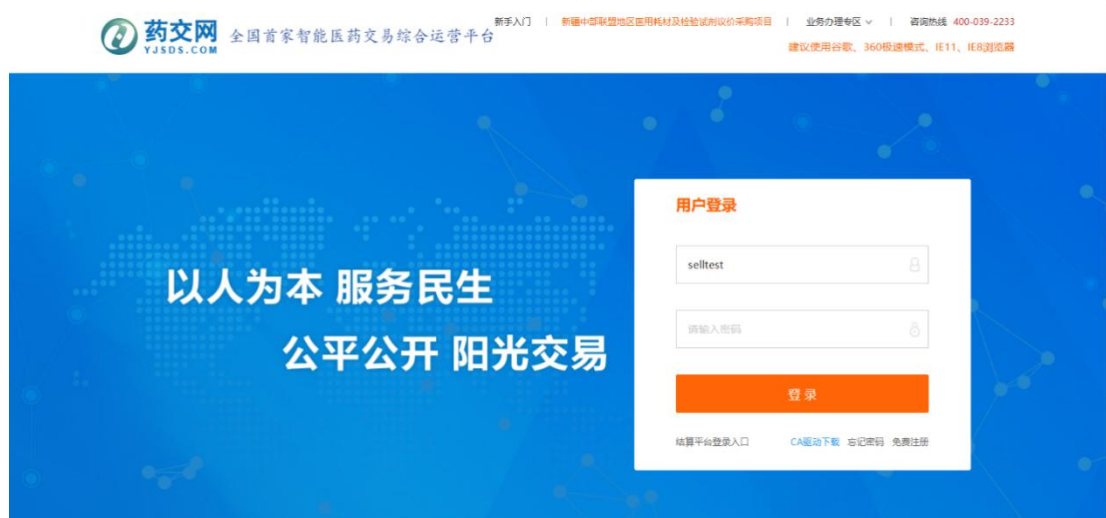 新手入门 | 新疆中部联盟地区医用耗材及检验试剂议价采购项目 | 业务办理专区 | 咨询热线 400-039-2233
药交网 全国首家智能医药交易综合运营平台
YJSDS.COM
建议使用谷歌、360极速模式、IE11、IE8浏览器
以人为本 服务民生
公平公开 阳光交易
用户登录
selltest
请输入密码
登录
结算平台登录入口 CA驱动下载 忘记密码 免费注册